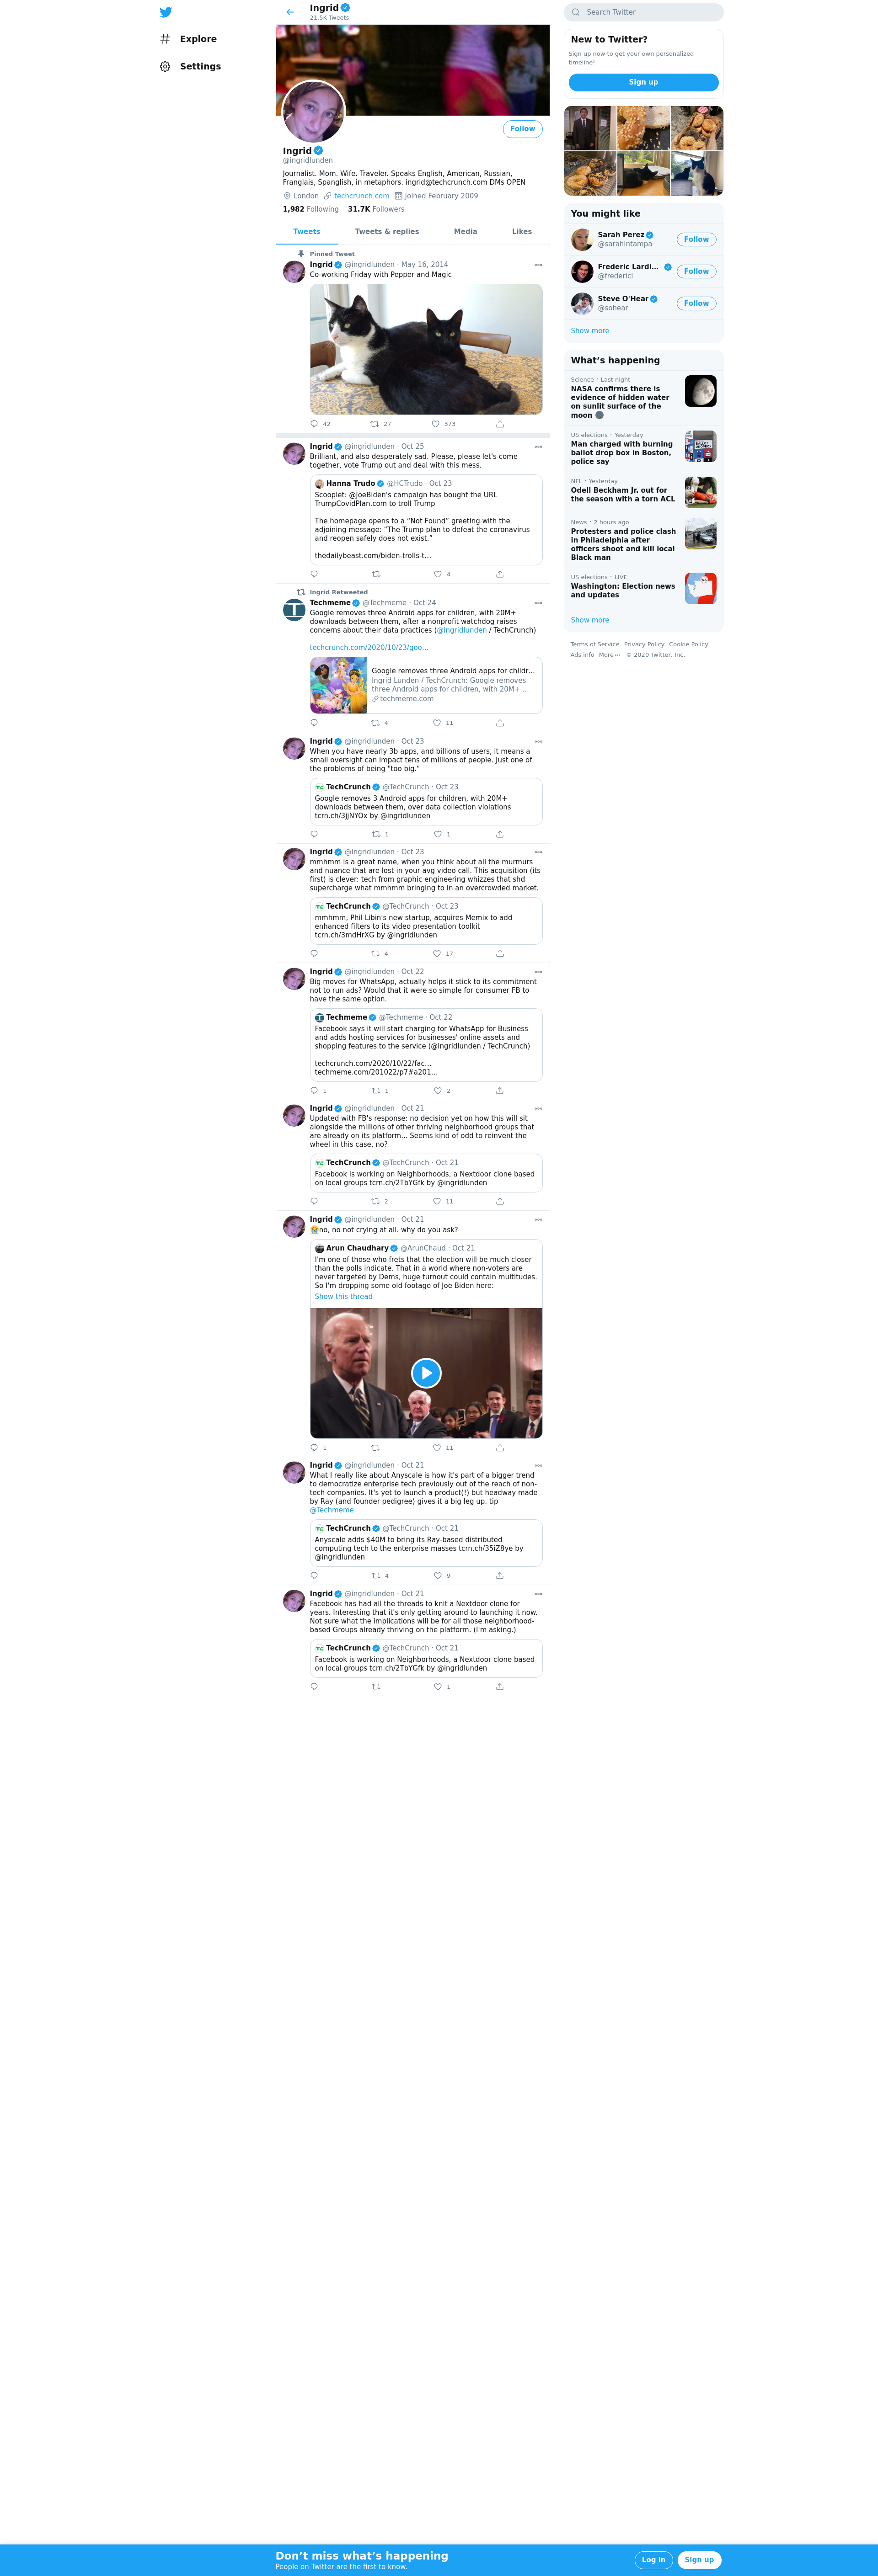 Explore
Settings
Ingrid
21.5K Tweets
Follow
Ingrid
@ingridlunden
Journalist. Mom. Wife. Traveler. Speaks English, American, Russian,
Franglais, Spanglish, in metaphors. ingrid@techcrunch.com DMs OPEN
London techcrunch.com Joined February 2009
1,982 Following 31.7K Followers
Tweets Tweets & replies Media Likes
Pinned Tweet
Ingrid @ingridlunden · May 16, 2014
Co-working Friday with Pepper and Magic
42 27 373
Ingrid @ingridlunden · Oct 25
Brilliant, and also desperately sad. Please, please let's come
together, vote Trump out and deal with this mess.
Hanna Trudo @HCTrudo · Oct 23
Scooplet: @JoeBiden's campaign has bought the URL
TrumpCovidPlan.com to troll Trump
The homepage opens to a “Not Found” greeting with the
adjoining message: “The Trump plan to defeat the coronavirus
and reopen safely does not exist.”
thedailybeast.com/biden-trolls-t…
4
Ingrid Retweeted
Techmeme @Techmeme · Oct 24
Google removes three Android apps for children, with 20M+
downloads between them, after a nonprofit watchdog raises
concerns about their data practices (@ingridlunden / TechCrunch)
techcrunch.com/2020/10/23/goo…
Google removes three Android apps for childr...
Ingrid Lunden / TechCrunch: Google removes
three Android apps for children, with 20M+ ...
techmeme.com
4 11
Ingrid @ingridlunden · Oct 23
When you have nearly 3b apps, and billions of users, it means a
small oversight can impact tens of millions of people. Just one of
the problems of being "too big."
TechCrunch @TechCrunch · Oct 23
Google removes 3 Android apps for children, with 20M+
downloads between them, over data collection violations
tcrn.ch/3jjNYOx by @ingridlunden
1 1
Ingrid @ingridlunden · Oct 23
mmhmm is a great name, when you think about all the murmurs
and nuance that are lost in your avg video call. This acquisition (its
first) is clever: tech from graphic engineering whizzes that shd
supercharge what mmhmm bringing to in an overcrowded market.
TechCrunch @TechCrunch · Oct 23
mmhmm, Phil Libin's new startup, acquires Memix to add
enhanced filters to its video presentation toolkit
tcrn.ch/3mdHrXG by @ingridlunden
4 17
Ingrid @ingridlunden · Oct 22
Big moves for WhatsApp, actually helps it stick to its commitment
not to run ads? Would that it were so simple for consumer FB to
have the same option.
Techmeme @Techmeme · Oct 22
Facebook says it will start charging for WhatsApp for Business
and adds hosting services for businesses' online assets and
shopping features to the service (@ingridlunden / TechCrunch)
techcrunch.com/2020/10/22/fac…
techmeme.com/201022/p7#a201…
1 1 2
Ingrid @ingridlunden · Oct 21
Updated with FB's response: no decision yet on how this will sit
alongside the millions of other thriving neighborhood groups that
are already on its platform... Seems kind of odd to reinvent the
wheel in this case, no?
TechCrunch @TechCrunch · Oct 21
Facebook is working on Neighborhoods, a Nextdoor clone based
on local groups tcrn.ch/2TbYGfk by @ingridlunden
2 11
Ingrid @ingridlunden · Oct 21
😭no, no not crying at all. why do you ask?
Arun Chaudhary @ArunChaud · Oct 21
I'm one of those who frets that the election will be much closer
than the polls indicate. That in a world where non-voters are
never targeted by Dems, huge turnout could contain multitudes.
So I'm dropping some old footage of Joe Biden here:
Show this thread
1 11
Ingrid @ingridlunden · Oct 21
What I really like about Anyscale is how it's part of a bigger trend
to democratize enterprise tech previously out of the reach of non-
tech companies. It's yet to launch a product(!) but headway made
by Ray (and founder pedigree) gives it a big leg up. tip
@Techmeme
TechCrunch @TechCrunch · Oct 21
Anyscale adds $40M to bring its Ray-based distributed
computing tech to the enterprise masses tcrn.ch/35iZ8ye by
@ingridlunden
4 9
Ingrid @ingridlunden · Oct 21
Facebook has had all the threads to knit a Nextdoor clone for
years. Interesting that it's only getting around to launching it now.
Not sure what the implications will be for all those neighborhood-
based Groups already thriving on the platform. (I'm asking.)
TechCrunch @TechCrunch · Oct 21
Facebook is working on Neighborhoods, a Nextdoor clone based
on local groups tcrn.ch/2TbYGfk by @ingridlunden
1
Search Twitter
New to Twitter?
Sign up now to get your own personalized
timeline!
Sign up
You might like
Sarah Perez
@sarahintampa
Follow
Frederic Lardi…
@fredericl
Follow
Steve O'Hear
@sohear
Follow
Show more
What’s happening
Science · Last night
NASA confirms there is
evidence of hidden water
on sunlit surface of the
moon 🌑
US elections · Yesterday
Man charged with burning
ballot drop box in Boston,
police say
NFL · Yesterday
Odell Beckham Jr. out for
the season with a torn ACL
News · 2 hours ago
Protesters and police clash
in Philadelphia after
officers shoot and kill local
Black man
US elections · LIVE
Washington: Election news
and updates
Show more
Terms of Service Privacy Policy Cookie Policy
Ads info More © 2020 Twitter, Inc.
Don’t miss what’s happening
People on Twitter are the first to know.
Log in
Sign up